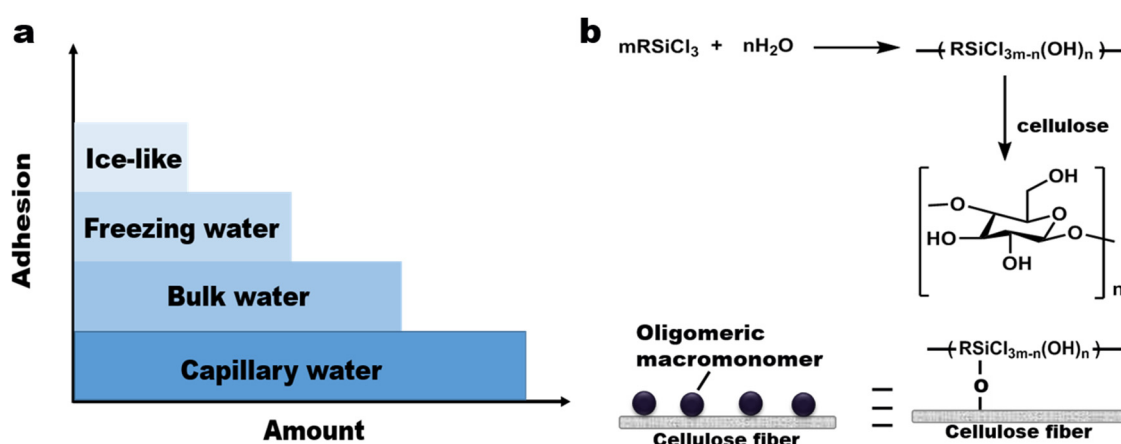 a
Adhesion
Ice-like
Freezing water
Bulk water
Capillary water
Amount
b
mRSiCl₃ + nH₂O
( RSiCl₃ₘ₋ₙ(OH)ₙ )
cellulose
OH
O
O
HO
O
OH
n
Oligomeric
macromonomer
Cellulose fiber
( RSiCl₃ₘ₋ₙ(OH)ₙ )
O
Cellulose fiber